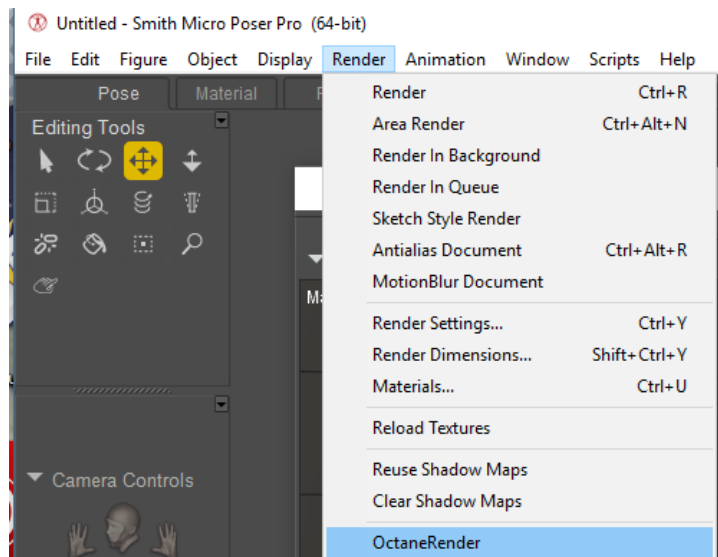 Untitled - Smith Micro Poser Pro (64-bit)
File Edit Figure Object Display Render Animation Window Scripts Help
Pose Material
Editing Tools
Render Ctrl+R
Area Render Ctrl+Alt+N
Render In Background
Render In Queue
Sketch Style Render
Antialias Document Ctrl+Alt+R
MotionBlur Document
Render Settings... Ctrl+Y
Render Dimensions... Shift+Ctrl+Y
Materials... Ctrl+U
Reload Textures
Reuse Shadow Maps
Clear Shadow Maps
OctaneRender
Camera Controls